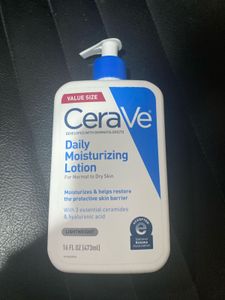 VALUE SIZE
CeraVe
DEVELOPED WITH DERMATOLOGISTS
Daily
Moisturizing
Lotion
For Normal to Dry Skin
Moisturizes & helps restore
the protective skin barrier
With 3 essential ceramides
& hyaluronic acid
LIGHTWEIGHT
16 FL OZ (473ml)